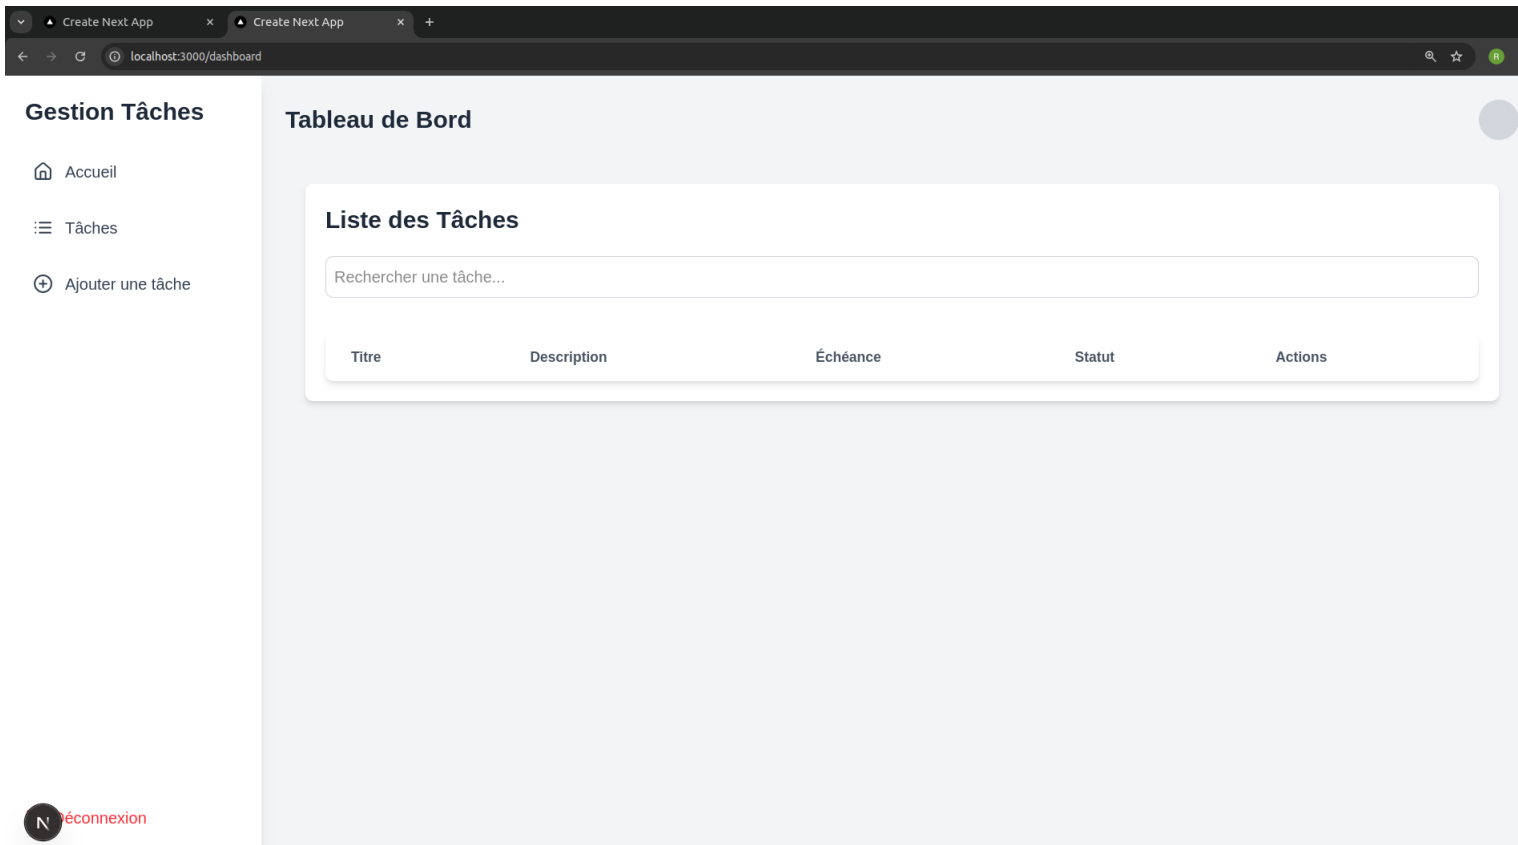 Create Next App
Create Next App
localhost:3000/dashboard
R
Gestion Tâches
Accueil
Tâches
Ajouter une tâche
Tableau de Bord
Liste des Tâches
Rechercher une tâche...
Titre Description Échéance Statut Actions
N
éconnexion